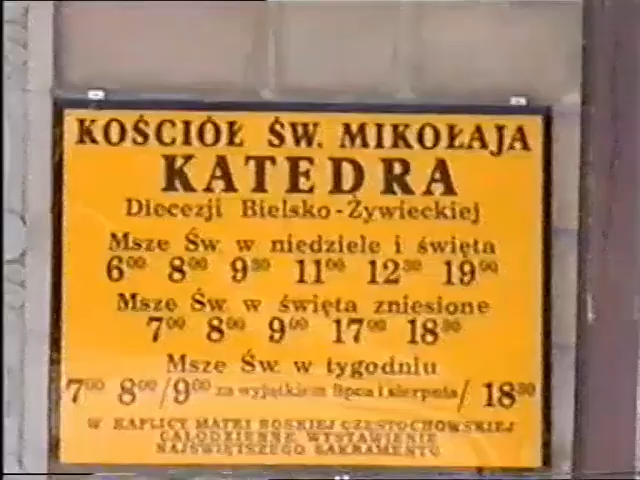 KOŚCIÓŁ ŚW. MIKOŁAJA
KATEDRA
Diecezji Bielsko-Żywieckiej
Msze Św. w niedziele i święta
6⁰⁰ 8⁰⁰ 9³⁰ 11⁰⁰ 12³⁰ 19⁰⁰
Msze Św. w święta zniesione
7⁰⁰ 8⁰⁰ 9⁰⁰ 17⁰⁰ 18³⁰
Msze Św. w tygodniu
7⁰⁰ 8⁰⁰/9⁰⁰ za wyjątkiem lipca i sierpnia/ 18³⁰
W KAPLICY MATKI BOSKIEJ CZĘSTOCHOWSKIEJ
CAŁODZIENNE WYSTAWIENIE
NAJŚWIĘTSZEGO SAKRAMENTU